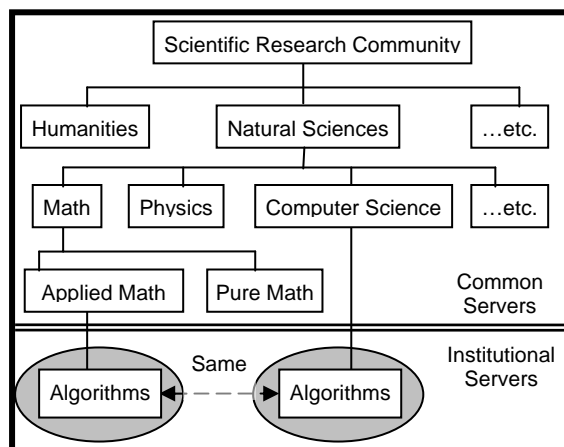 Scientific Research Community
Humanities
Natural Sciences
…etc.
Math
Physics
Computer Science
…etc.
Applied Math
Pure Math
Common
Servers
Institutional
Servers
Same
Algorithms
Algorithms